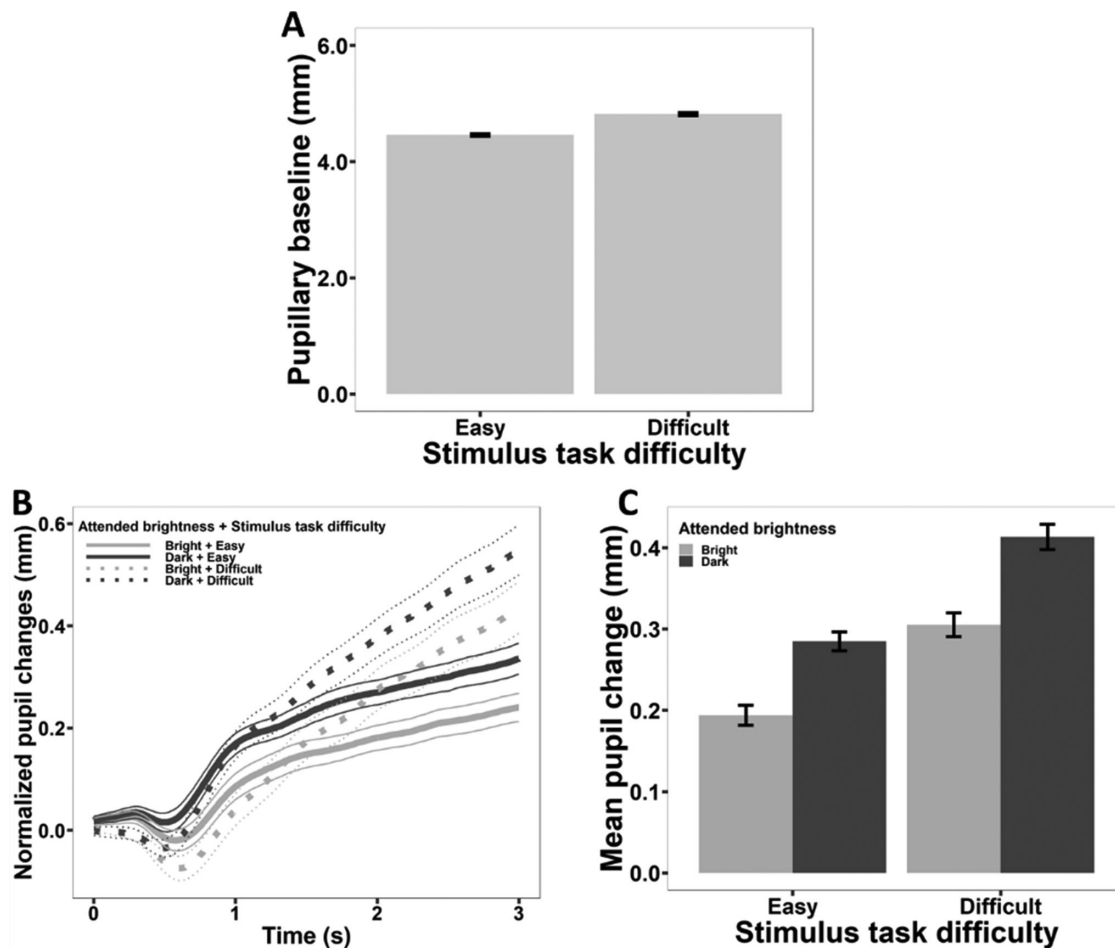 A
Pupillary baseline (mm)
6.0
4.0
2.0
0.0
Easy Difficult
Stimulus task difficulty
B
Normalized pupil changes (mm)
0.6
0.4
0.2
0.0
Attended brightness + Stimulus task difficulty
Bright + Easy
Dark + Easy
Bright + Difficult
Dark + Difficult
0 1 2 3
Time (s)
C
Mean pupil change (mm)
0.4
0.3
0.2
0.1
0.0
Attended brightness
Bright
Dark
Easy Difficult
Stimulus task difficulty